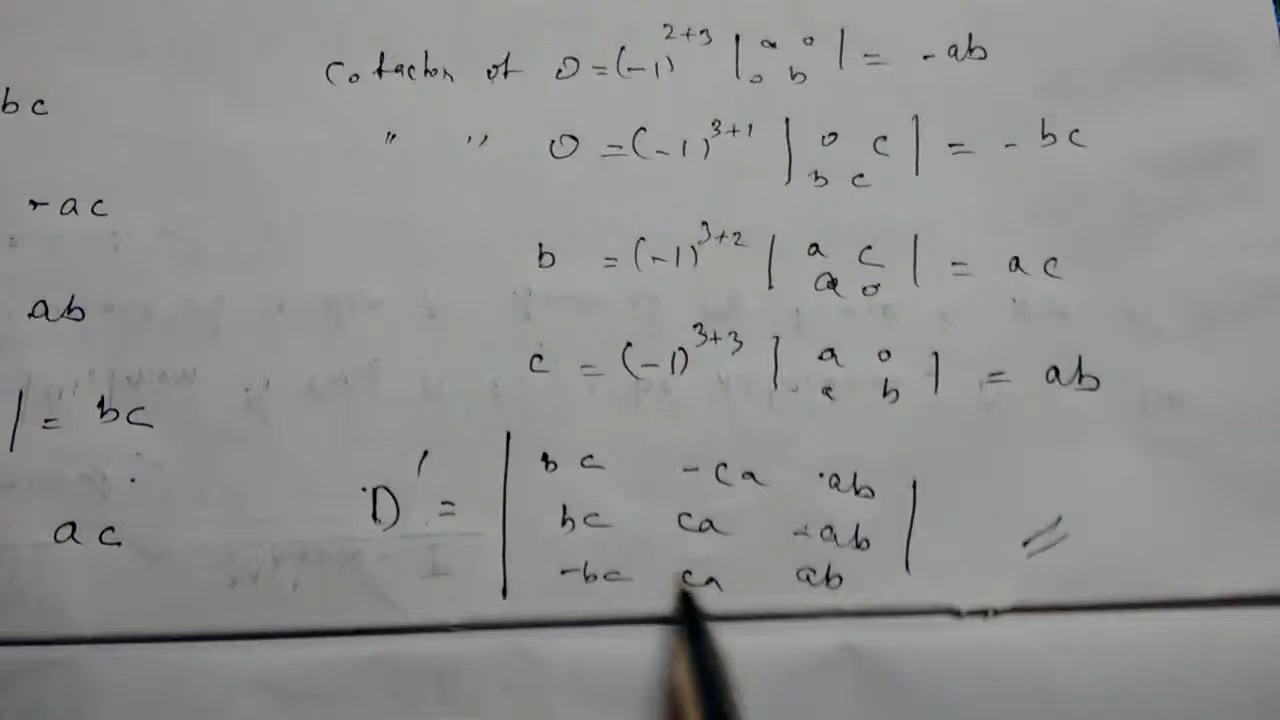 Cofactor of 0 = (-1)^{2+3} | a 0 | = -ab
| 0 b |
bc
" " 0 = (-1)^{3+1} | 0 c | = - bc
| b c |
-ac
b = (-1)^{3+2} | a c | = ac
| a 0 |
ab
c = (-1)^{3+3} | a 0 | = ab
| a b |
| = bc
D' = | bc -ca ab |
| bc ca -ab |
| -bc ca ab |
ac